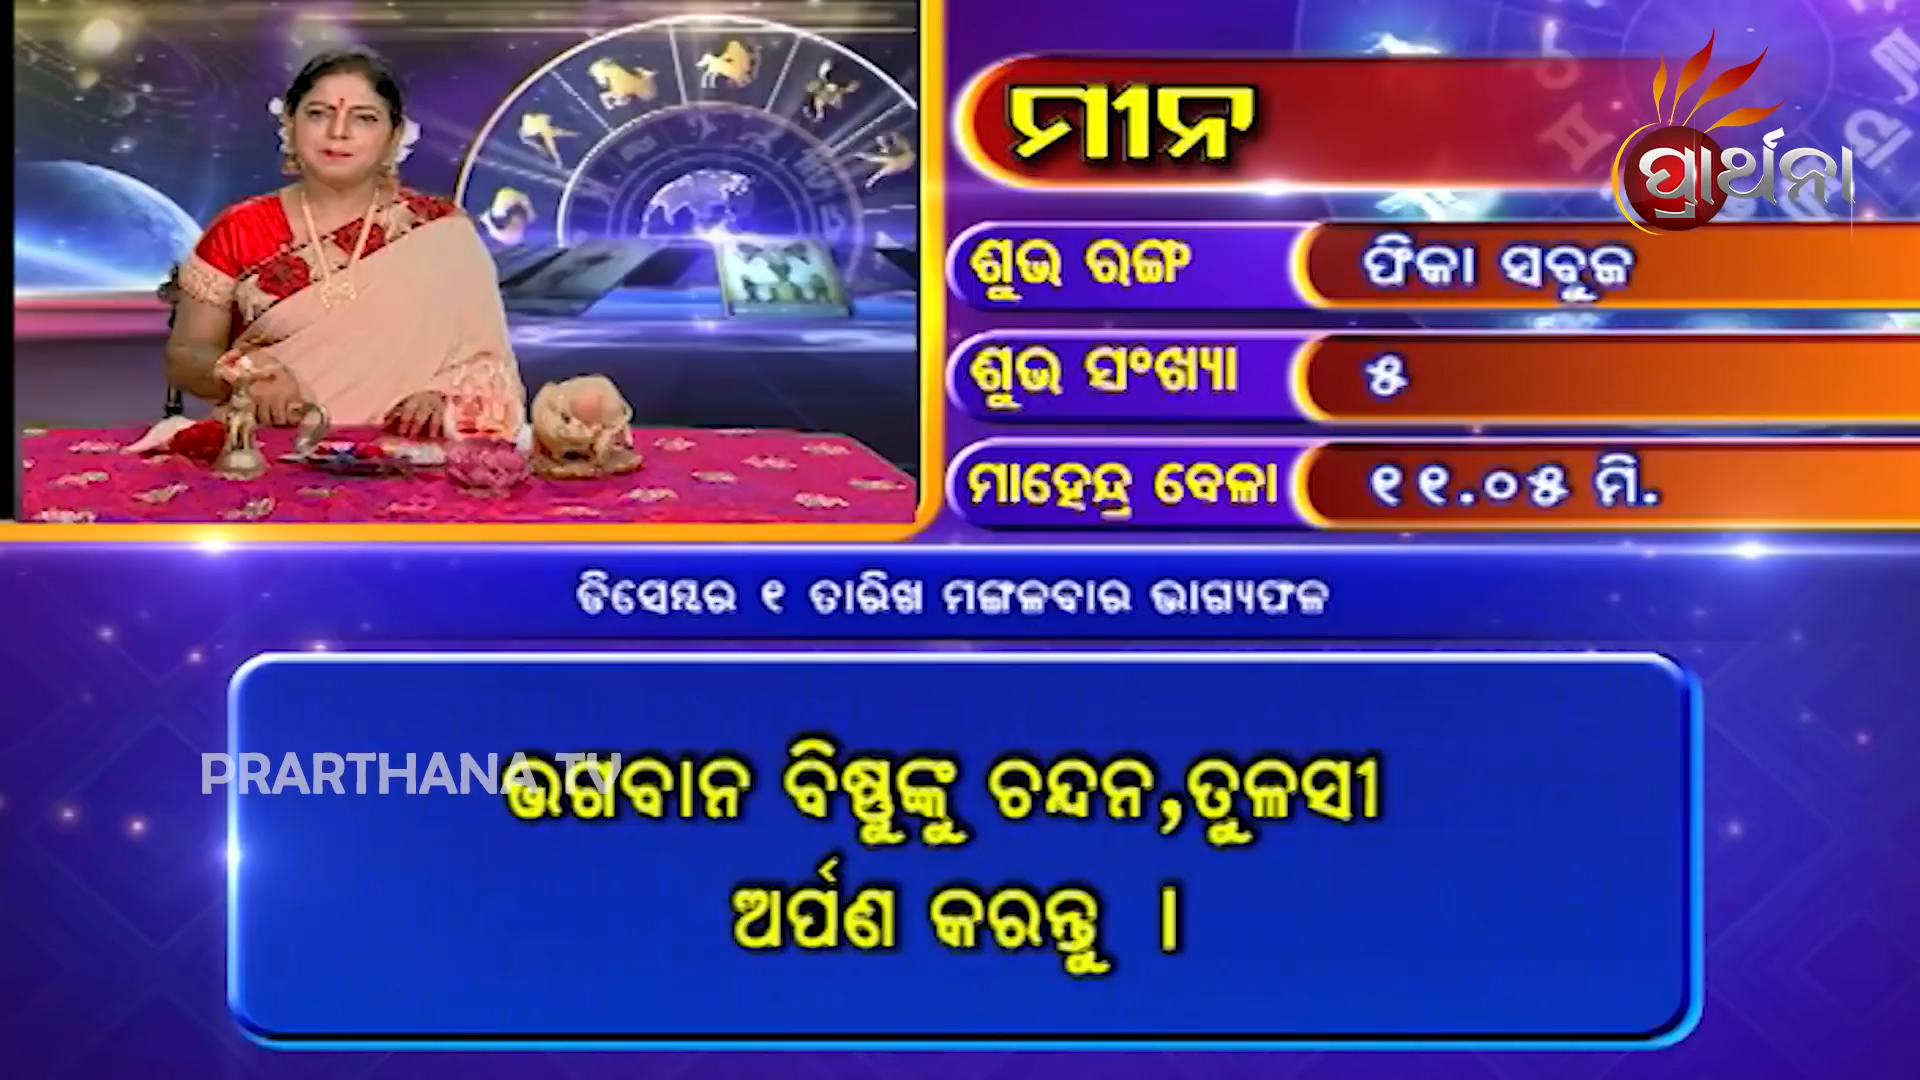 ମୀନ
ପ୍ରାର୍ଥନା
ଶୁଭ ରଙ୍ଗ ଫିକା ସବୁଜ
ଶୁଭ ସଂଖ୍ୟା ୫
ମାହେନ୍ଦ୍ର ବେଳା ୧୧.୦୫ ମି.
ଡିସେମ୍ବର ୧ ତାରିଖ ମଙ୍ଗଳବାର ଭାଗ୍ୟଫଳ
PRARTHANA TV
ଭଗବାନ ବିଷ୍ଣୁଙ୍କୁ ଚନ୍ଦନ,ତୁଳସୀ
ଅର୍ପଣ କରନ୍ତୁ ।